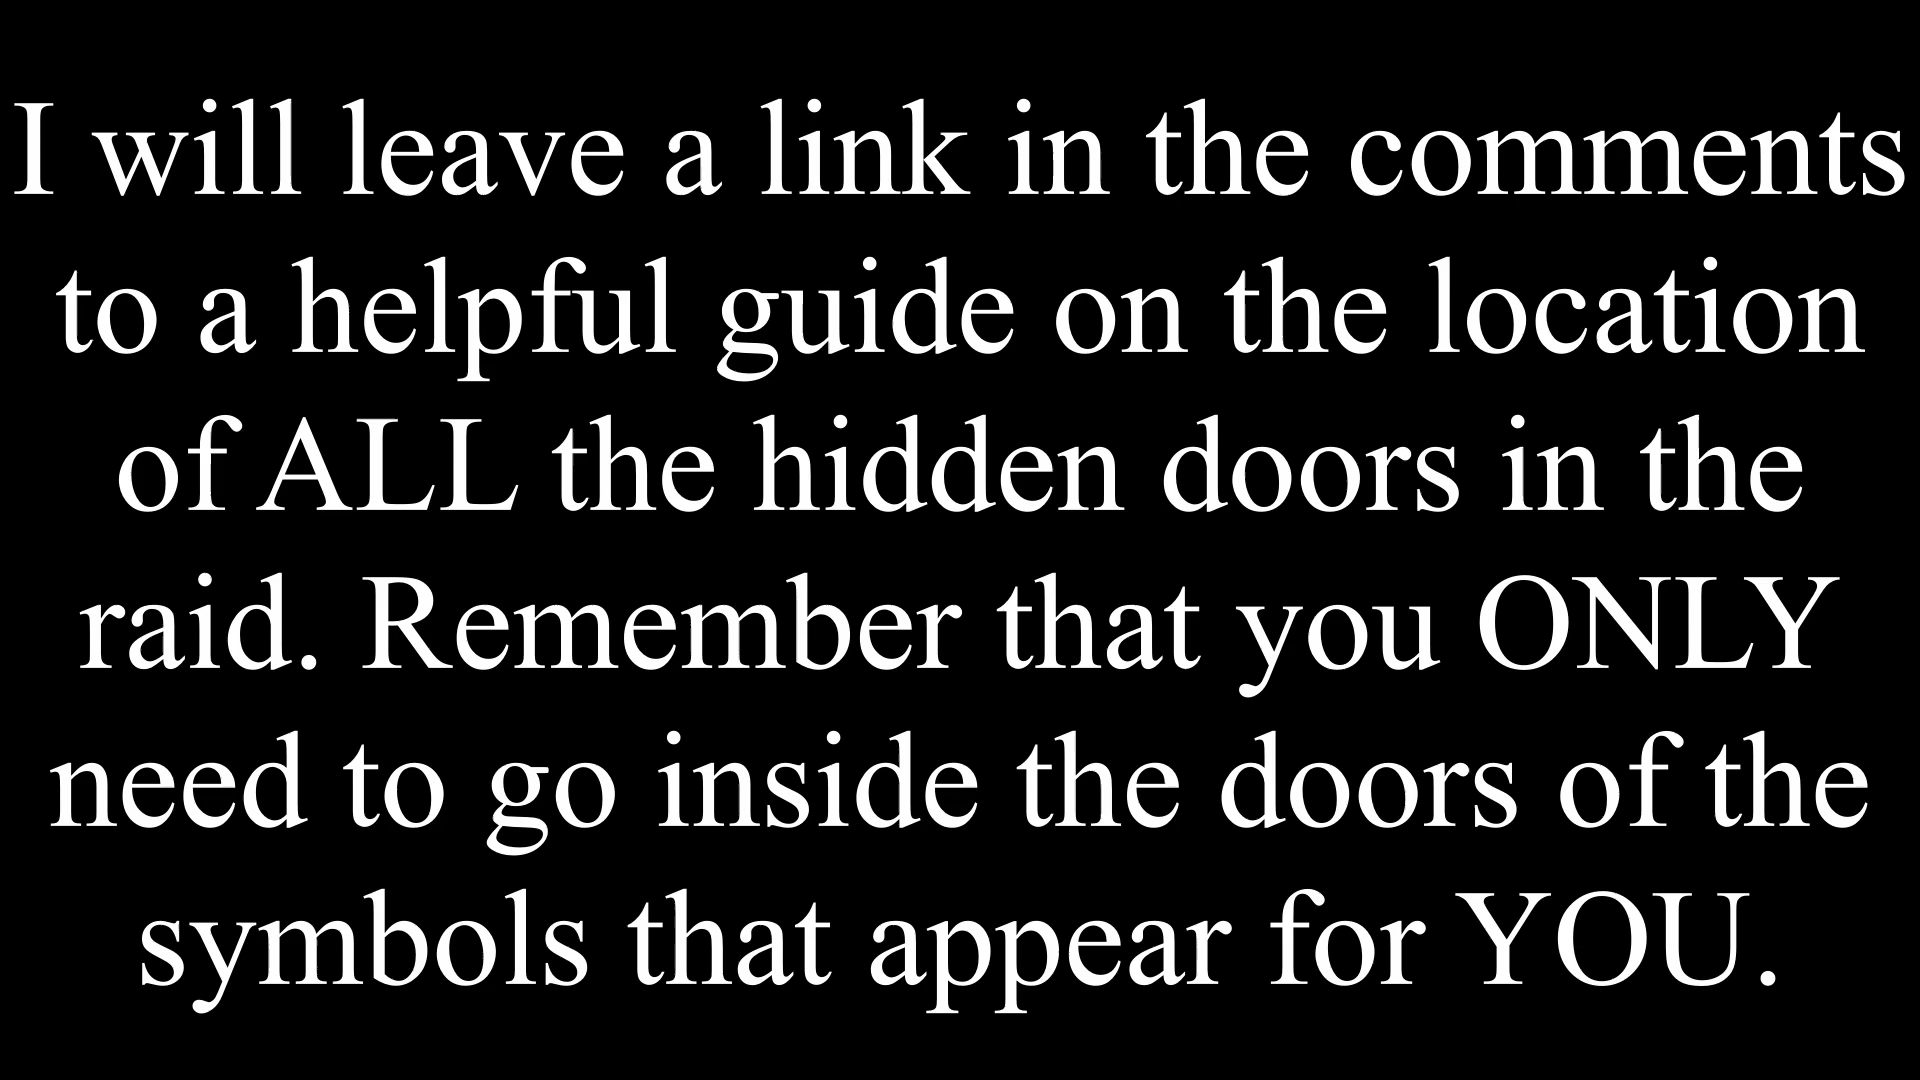 I will leave a link in the comments
to a helpful guide on the location
of ALL the hidden doors in the
raid. Remember that you ONLY
need to go inside the doors of the
symbols that appear for YOU.